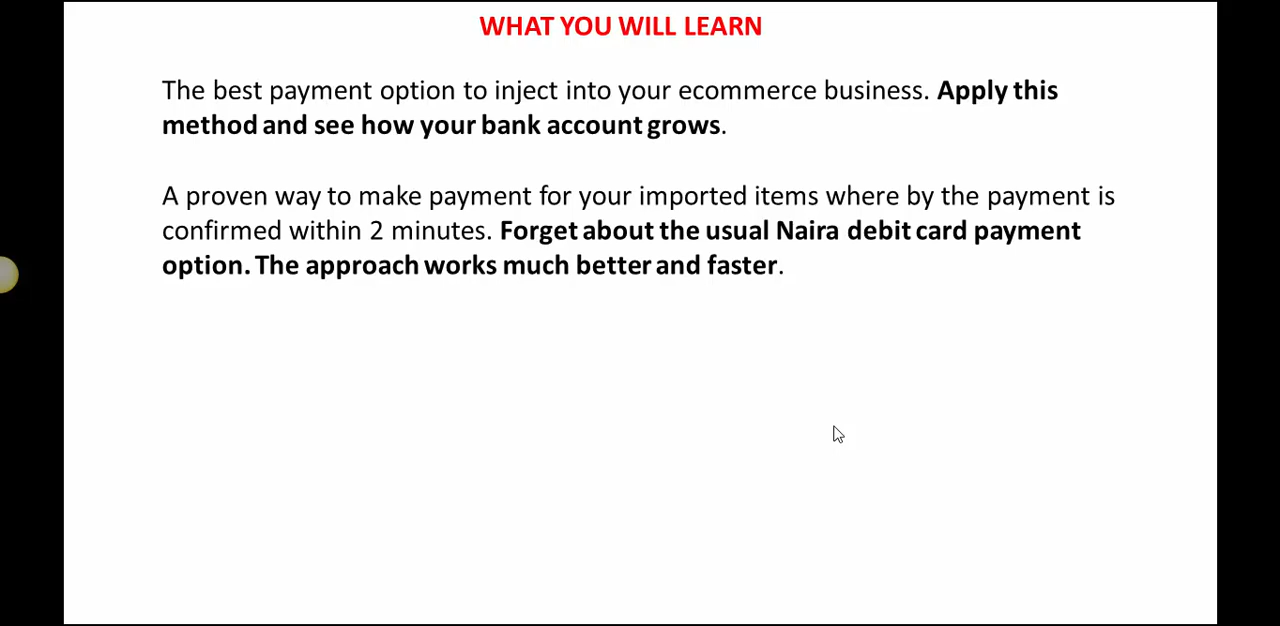 WHAT YOU WILL LEARN
The best payment option to inject into your ecommerce business. Apply this
method and see how your bank account grows.
A proven way to make payment for your imported items where by the payment is
confirmed within 2 minutes. Forget about the usual Naira debit card payment
option. The approach works much better and faster.